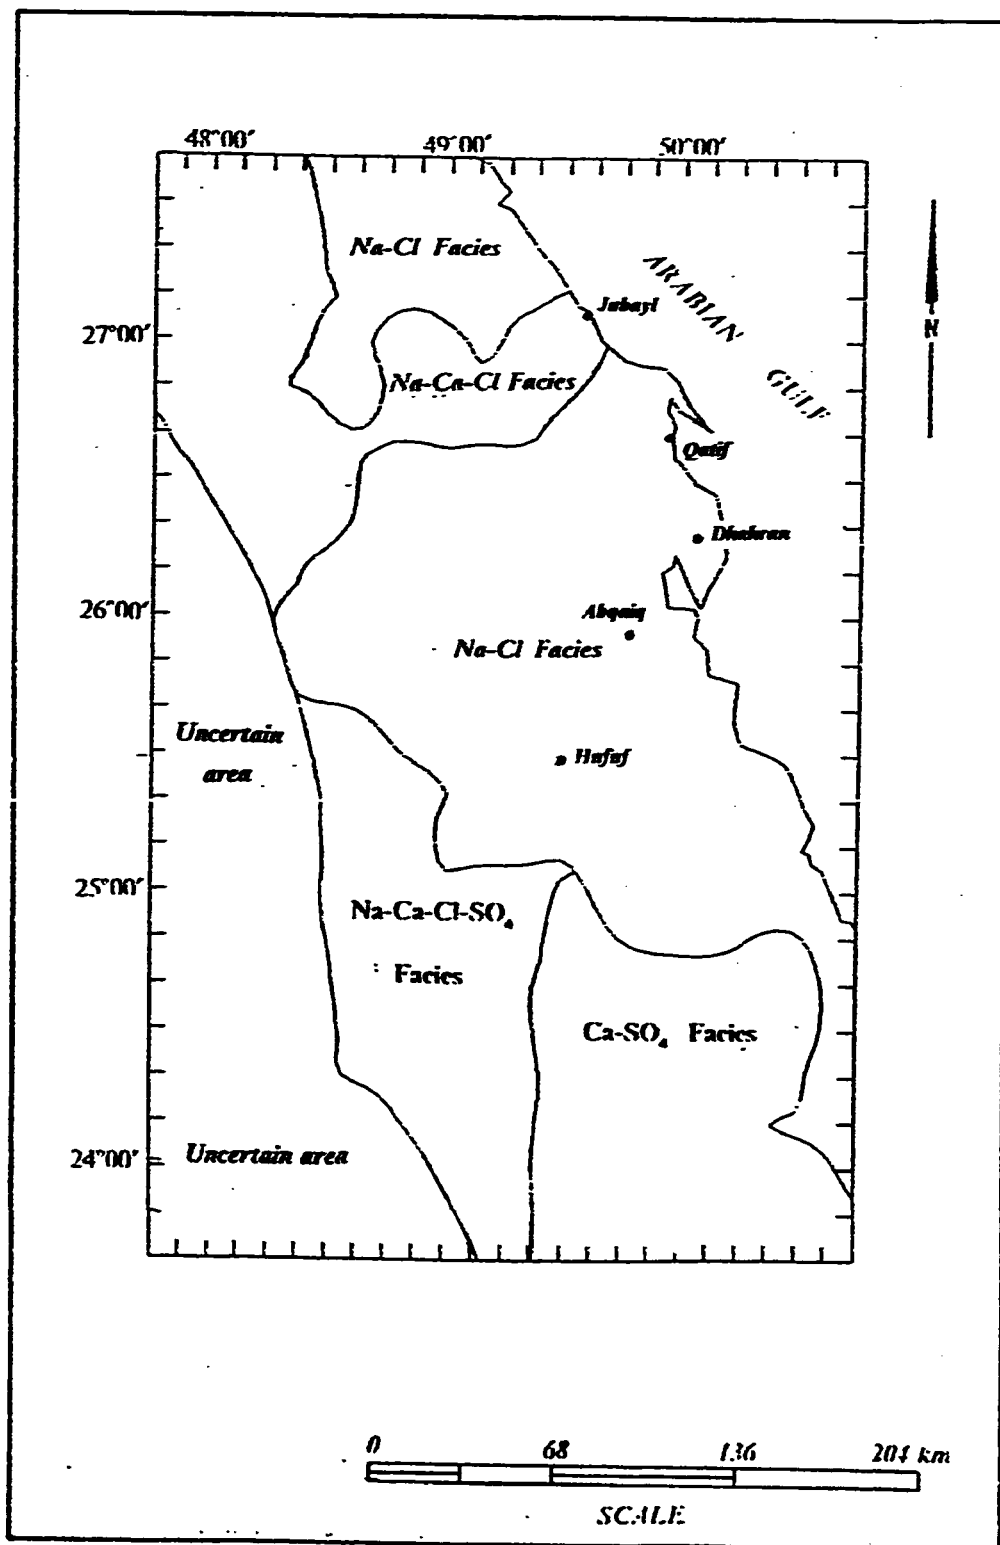 48°00′ 49°00′ 50°00′
Na-Cl Facies
ARABIAN
GULF
N
Jubayl
27°00′
Na-Ca-Cl Facies
Qatif
Dhahran
26°00′
Abqaiq
Na-Cl Facies
Uncertain
area
Hufuf
25°00′
Na-Ca-Cl-SO₄
Facies
Ca-SO₄ Facies
24°00′
Uncertain area
0 68 136 204 km
SCALE